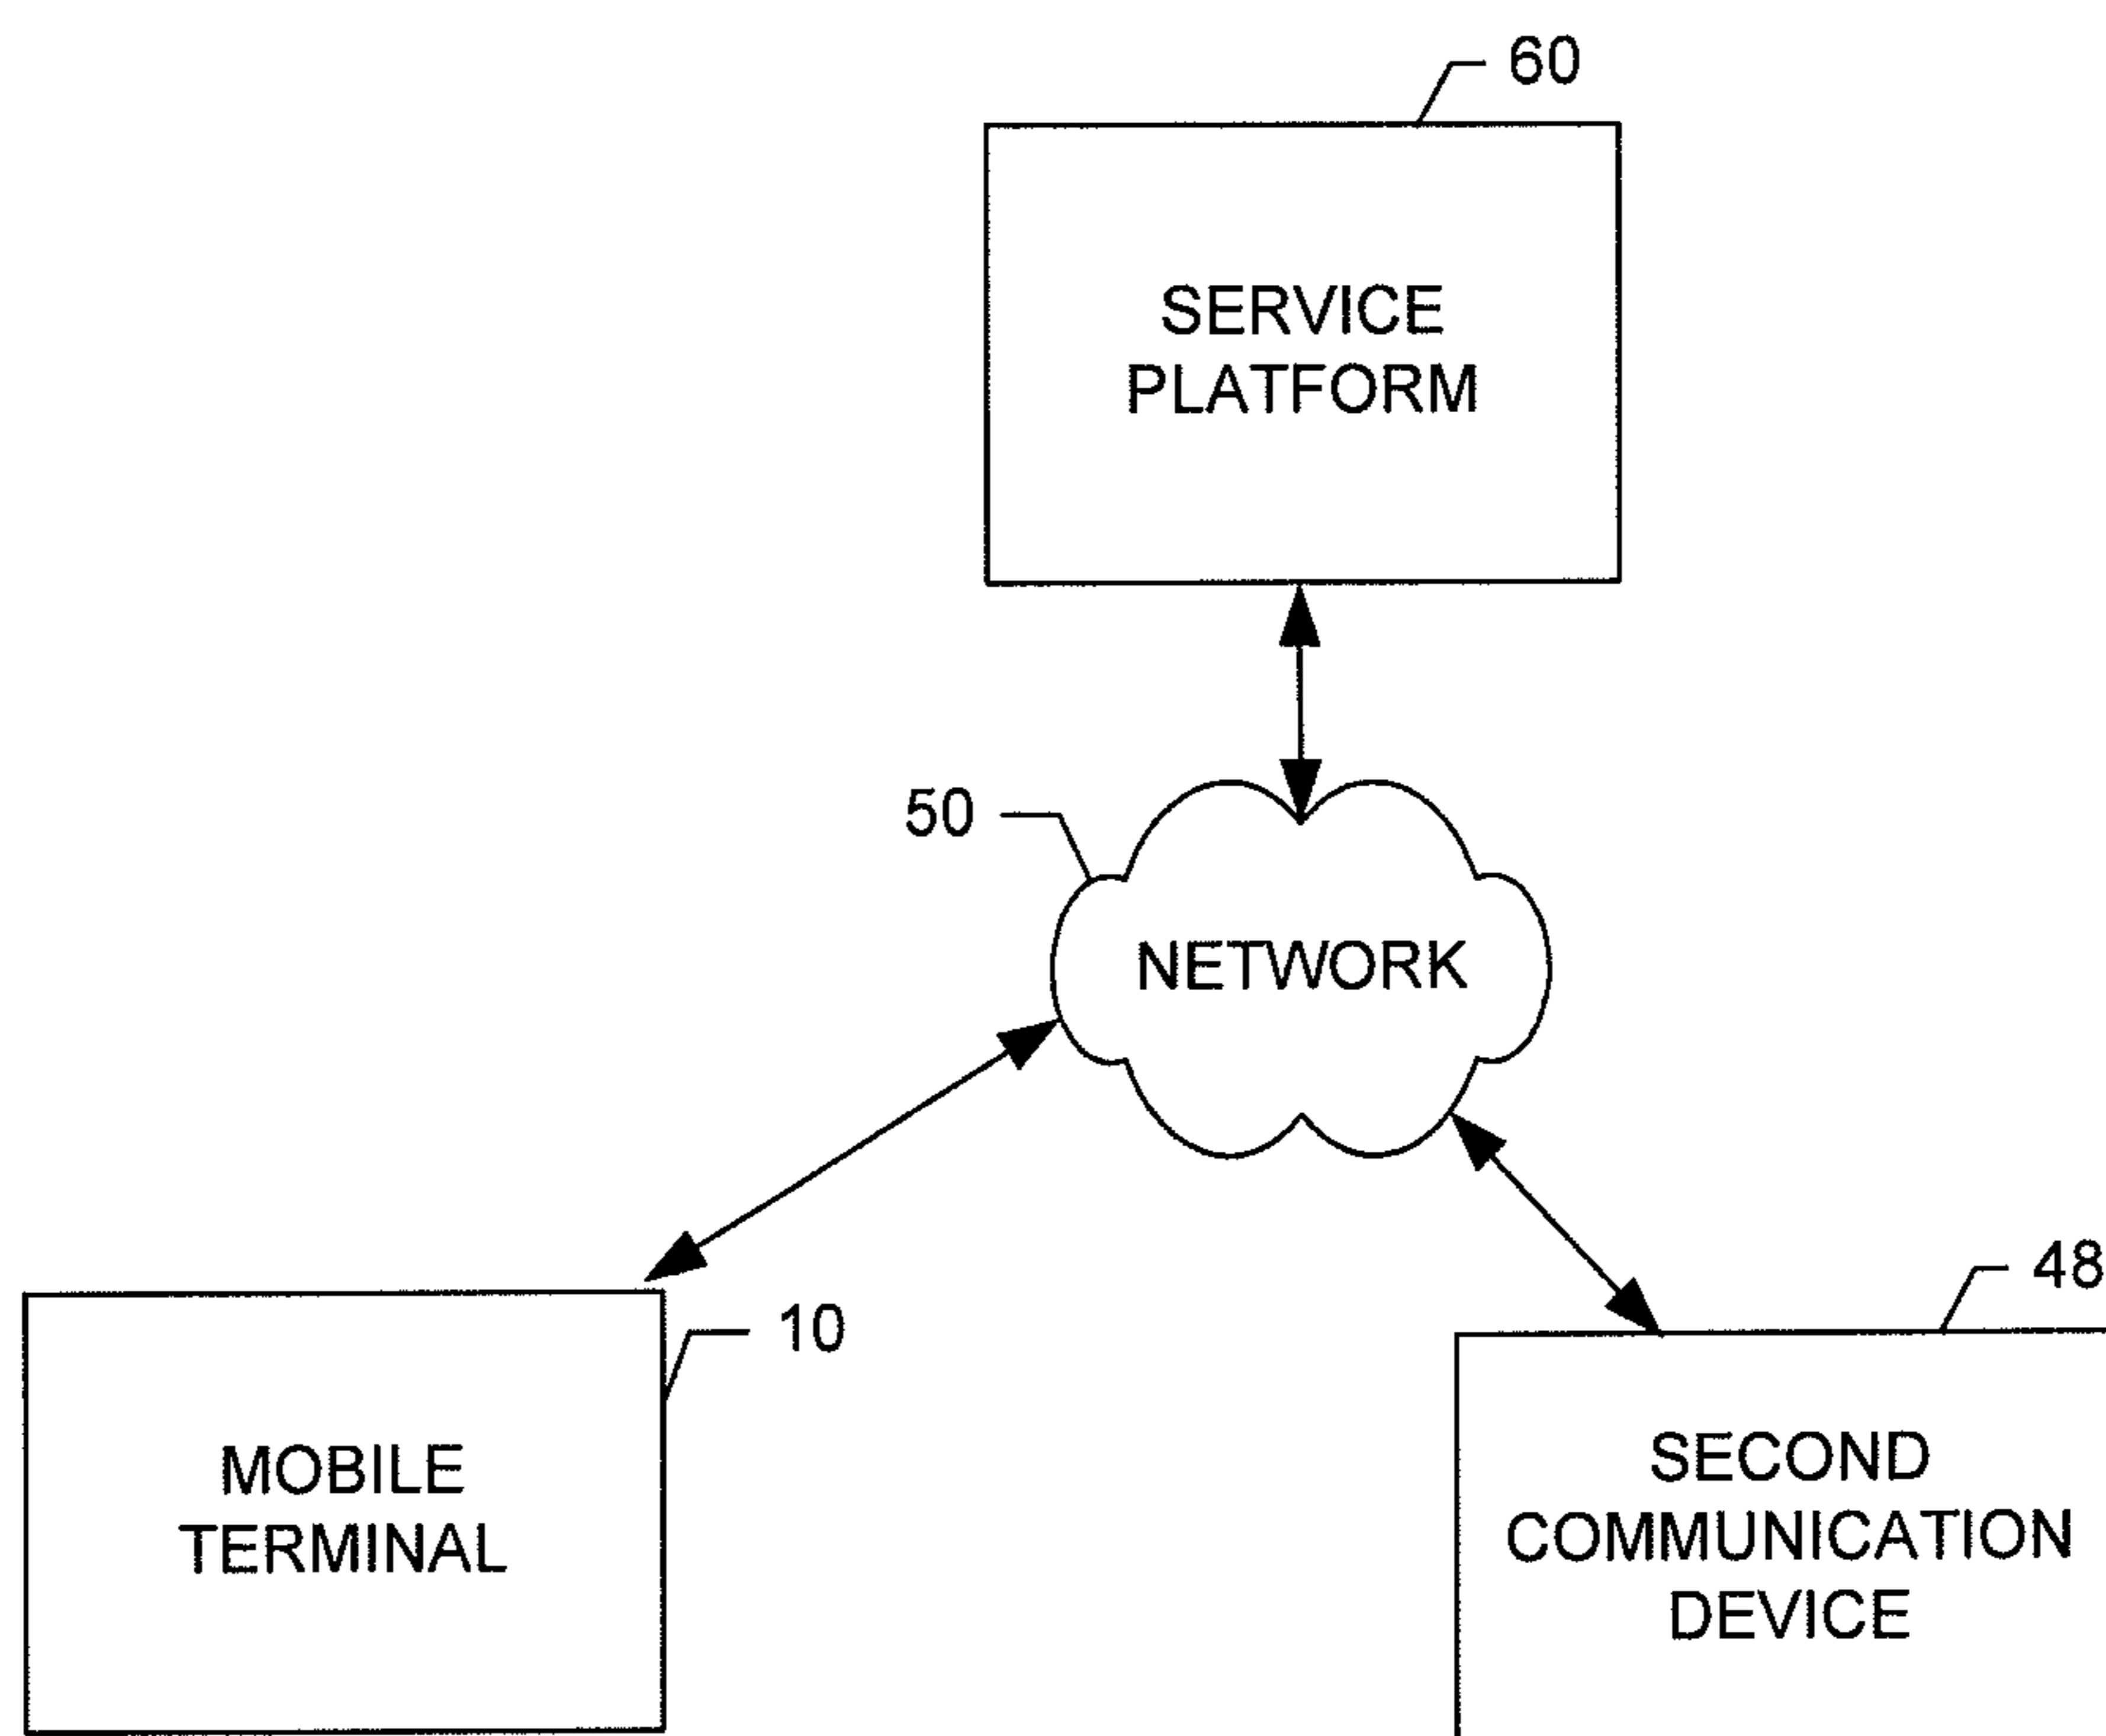 60
SERVICE
PLATFORM
50
NETWORK
48
10
MOBILE
TERMINAL
SECOND
COMMUNICATION
DEVICE